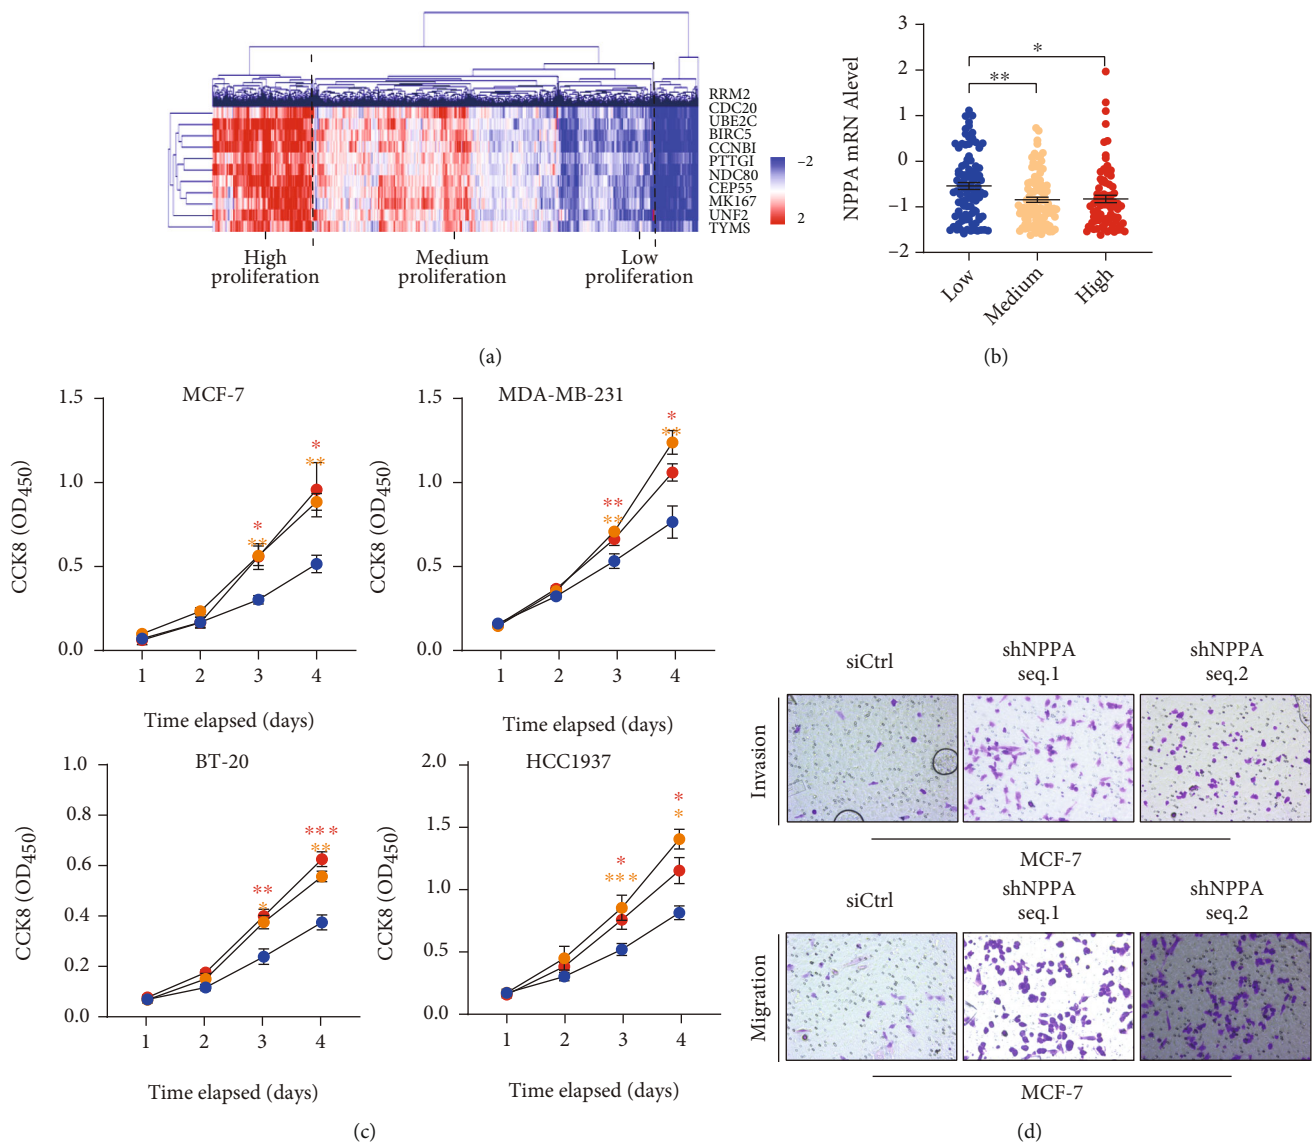 RRM2
CDC20
UBE2C
BIRC5
CCNBI
PTTGI
NDC80
CEP55
MK167
UNF2
TYMS
–2
2
High
proliferation
Medium
proliferation
Low
proliferation
(a)
NPPA mRN Alevel
3
2
1
0
–1
–2
*
**
Low
Medium
High
(b)
MCF-7
CCK8 (OD450)
1.5
1.0
0.5
0.0
*
**
*
**
1 2 3 4
Time elapsed (days)
MDA-MB-231
CCK8 (OD450)
1.5
1.0
0.5
0.0
**
**
*
**
1 2 3 4
Time elapsed (days)
BT-20
CCK8 (OD450)
1.0
0.8
0.6
0.4
0.2
0.0
**
*
***
**
1 2 3 4
Time elapsed (days)
HCC1937
CCK8 (OD450)
2.0
1.5
1.0
0.5
0.0
*
***
*
*
1 2 3 4
Time elapsed (days)
(c)
siCtrl
shNPPA
seq.1
shNPPA
seq.2
Invasion
MCF-7
siCtrl
shNPPA
seq.1
shNPPA
seq.2
Migration
MCF-7
(d)